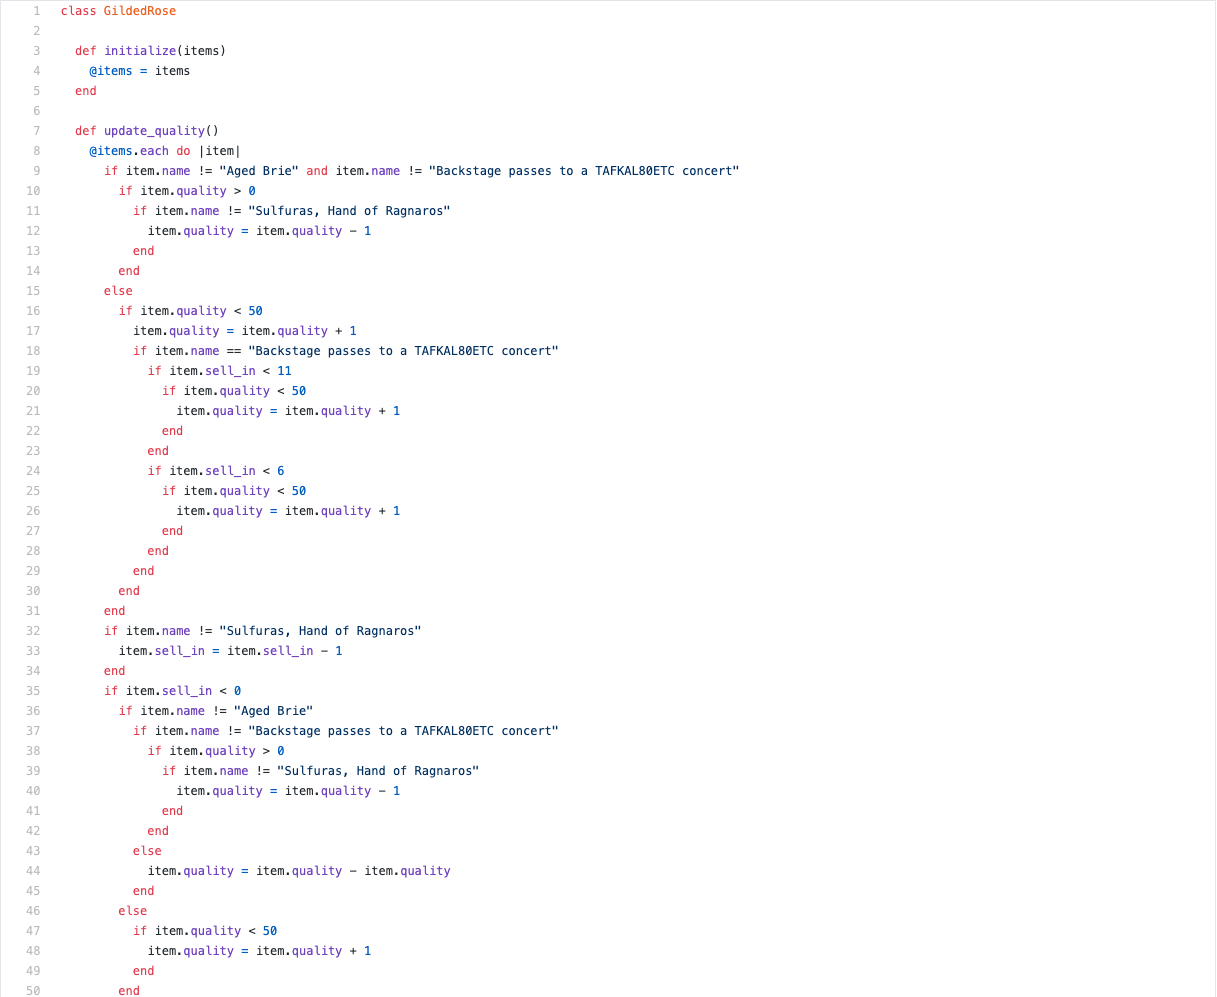 1 class GildedRose
2
3   def initialize(items)
4     @items = items
5   end
6
7   def update_quality()
8     @items.each do |item|
9       if item.name != "Aged Brie" and item.name != "Backstage passes to a TAFKAL80ETC concert"
10         if item.quality > 0
11           if item.name != "Sulfuras, Hand of Ragnaros"
12             item.quality = item.quality - 1
13           end
14         end
15       else
16         if item.quality < 50
17           item.quality = item.quality + 1
18           if item.name == "Backstage passes to a TAFKAL80ETC concert"
19             if item.sell_in < 11
20               if item.quality < 50
21                 item.quality = item.quality + 1
22               end
23             end
24             if item.sell_in < 6
25               if item.quality < 50
26                 item.quality = item.quality + 1
27               end
28             end
29           end
30         end
31       end
32       if item.name != "Sulfuras, Hand of Ragnaros"
33         item.sell_in = item.sell_in - 1
34       end
35       if item.sell_in < 0
36         if item.name != "Aged Brie"
37           if item.name != "Backstage passes to a TAFKAL80ETC concert"
38             if item.quality > 0
39               if item.name != "Sulfuras, Hand of Ragnaros"
40                 item.quality = item.quality - 1
41               end
42             end
43           else
44             item.quality = item.quality - item.quality
45           end
46         else
47           if item.quality < 50
48             item.quality = item.quality + 1
49           end
50         end